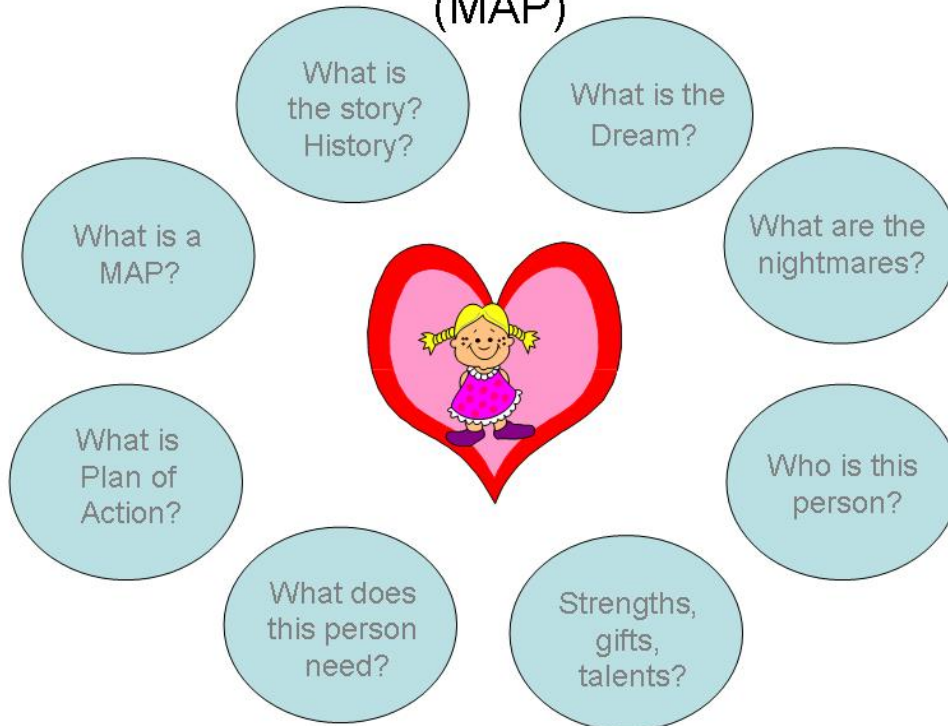 (MAP)
What is
the story?
History?
What is the
Dream?
What is a
MAP?
What are the
nightmares?
What is
Plan of
Action?
Who is this
person?
What does
this person
need?
Strengths,
gifts,
talents?